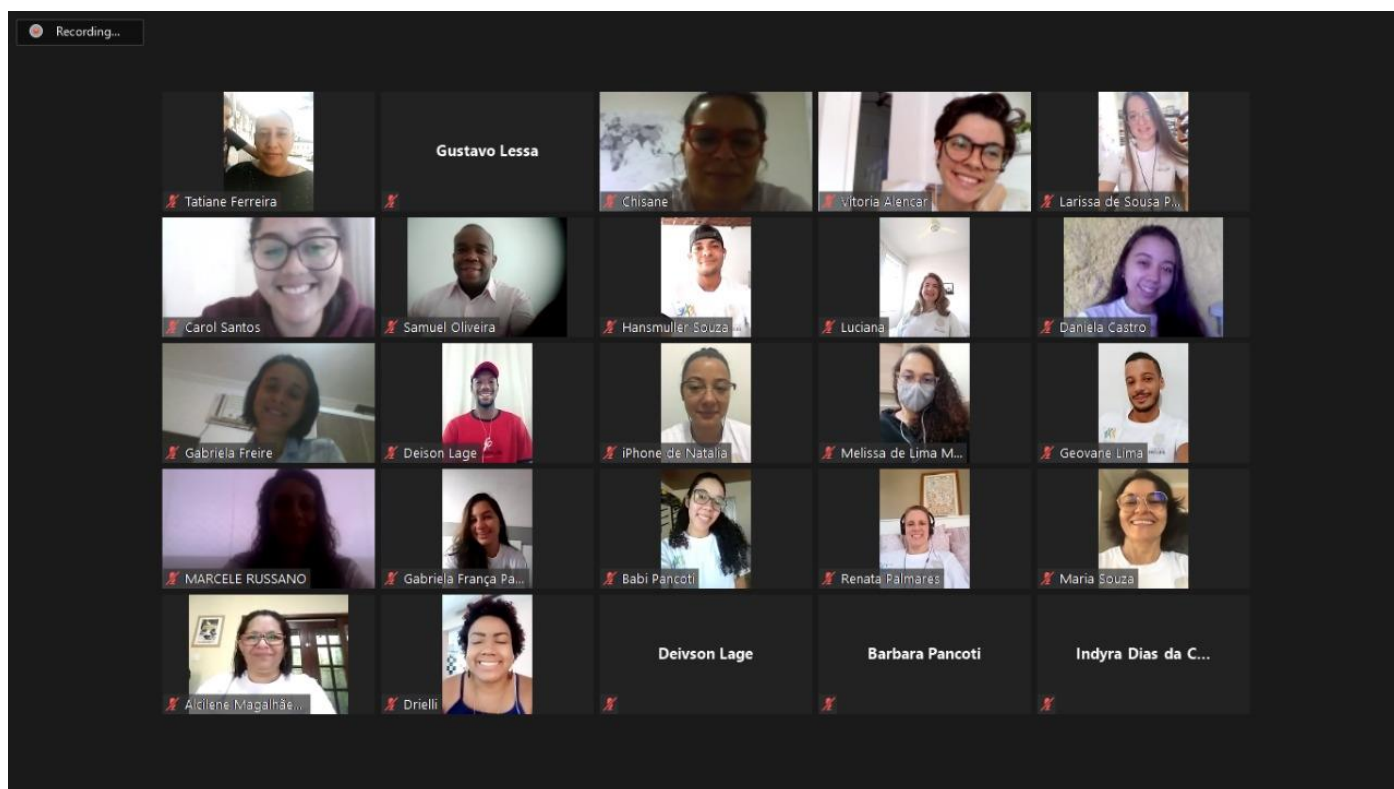 Recording...
Tatiane Ferreira
Gustavo Lessa
Chisane
Vitoria Alencar
Larissa de Sousa P...
Carol Santos
Samuel Oliveira
Hansmuller Souza ...
Luciana
Daniela Castro
Gabriela Freire
Deison Lage
iPhone de Natalia
Melissa de Lima M...
Geovane Lima
MARCELE RUSSANO
Gabriela França Pa...
Babi Pancoti
Renata Palmares
Maria Souza
Alcilene Magalhãe...
Drielli
Deivson Lage
Barbara Pancoti
Indyra Dias da C...